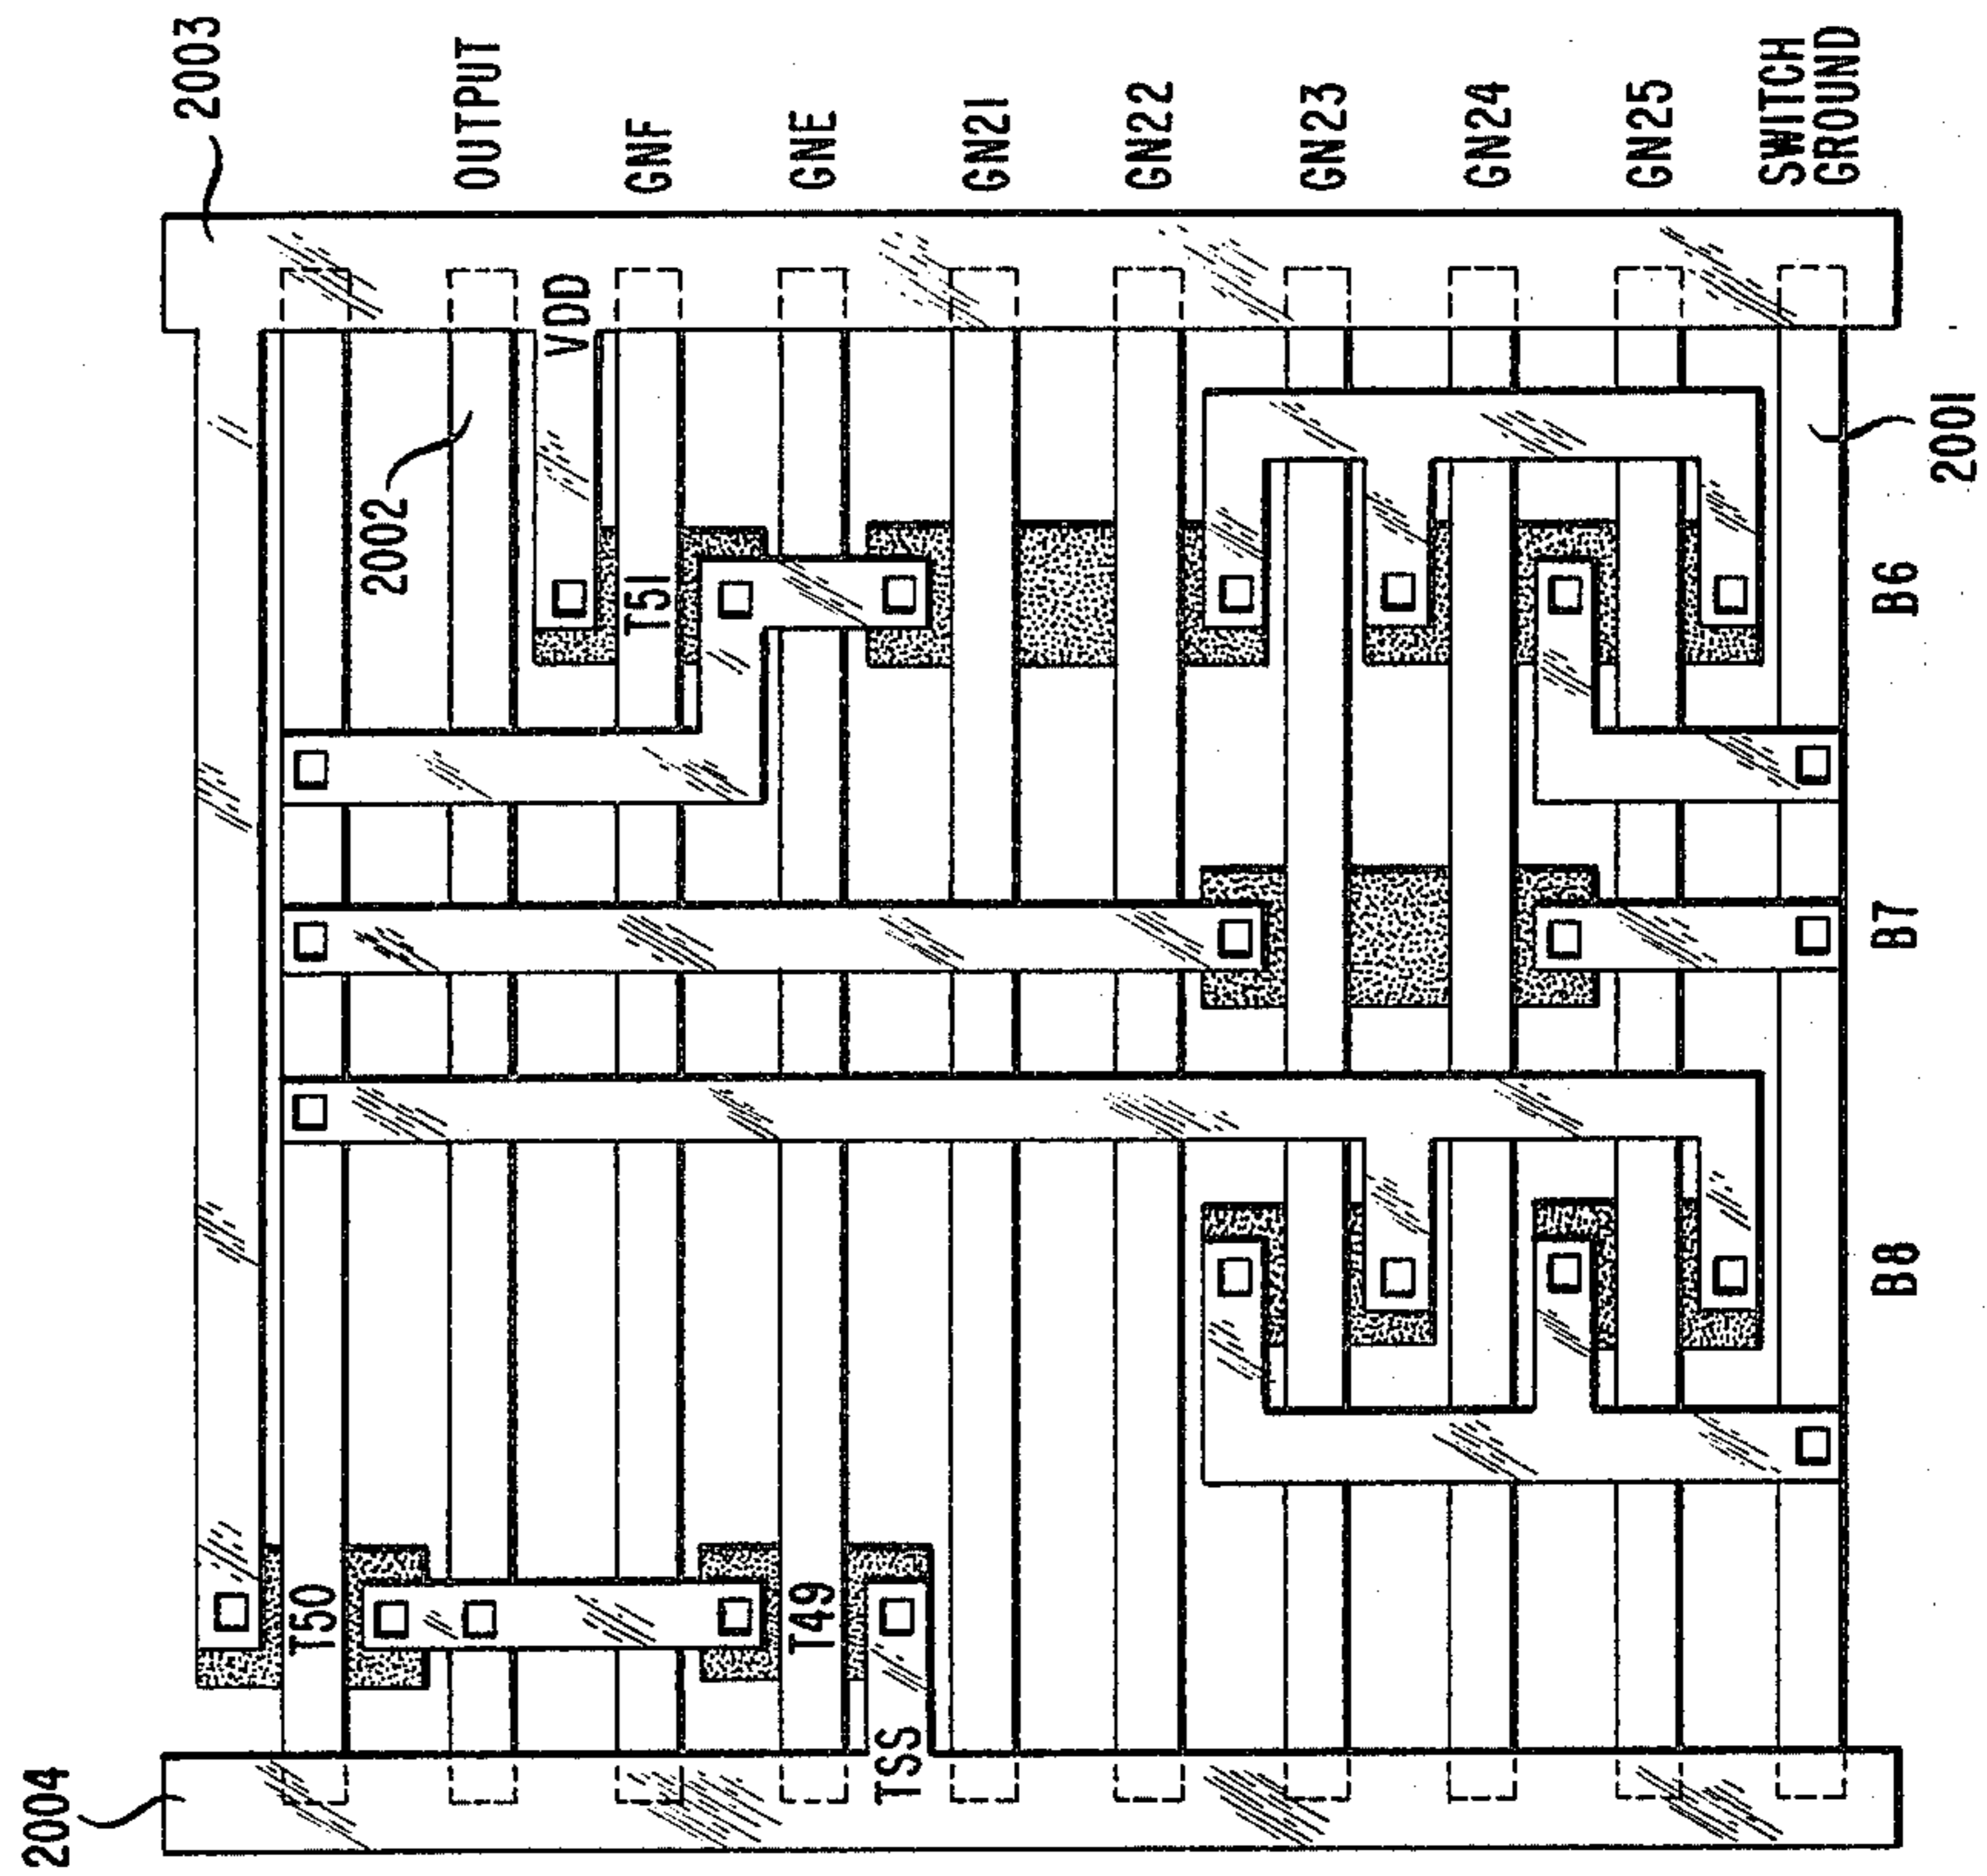 2003
OUTPUT
GNF
GNE
GN21
GN22
GN23
GN24
GN25
SWITCH
GROUND
VDD
2002
2001
T51
B6
B7
B8
T50
T49
TSS
2004